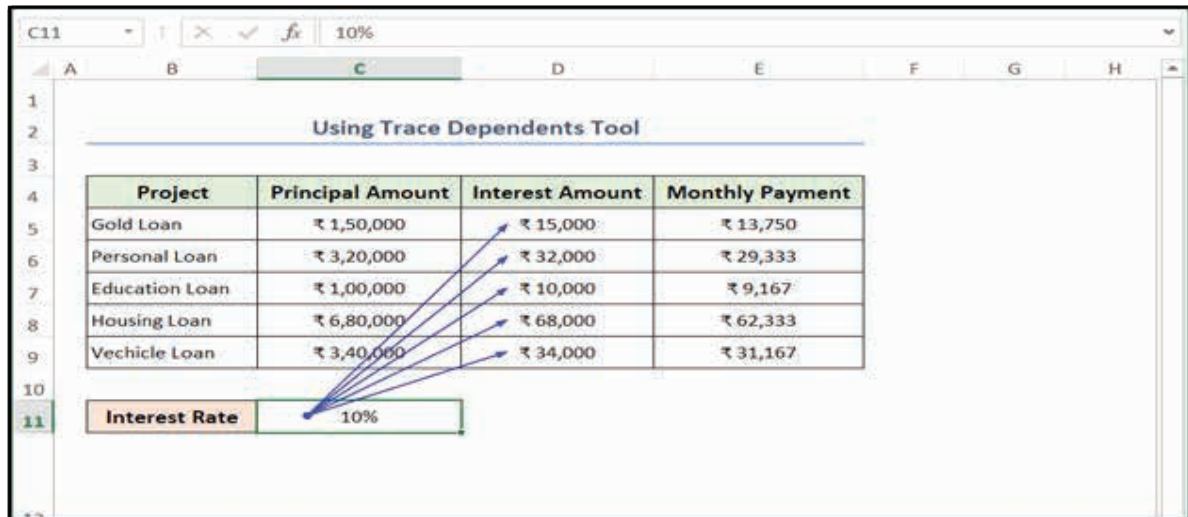 C11 fx 10%
A B C D E F G H
1
2 Using Trace Dependents Tool
3
4 Project Principal Amount Interest Amount Monthly Payment
5 Gold Loan ₹ 1,50,000 ₹ 15,000 ₹ 13,750
6 Personal Loan ₹ 3,20,000 ₹ 32,000 ₹ 29,333
7 Education Loan ₹ 1,00,000 ₹ 10,000 ₹ 9,167
8 Housing Loan ₹ 6,80,000 ₹ 68,000 ₹ 62,333
9 Vechicle Loan ₹ 3,40,000 ₹ 34,000 ₹ 31,167
10
11 Interest Rate 10%